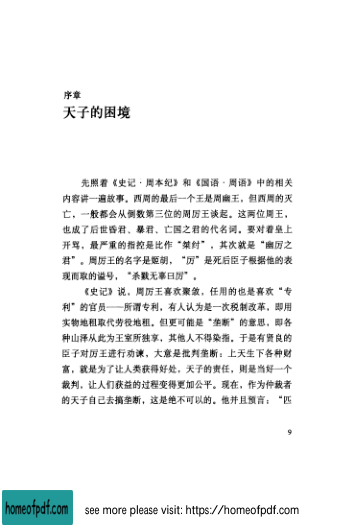 序章
天子的困境
先照着《史记·周本纪》和《国语·周语》中的相关
内容讲一遍故事。西周的最后一个王是周幽王，但西周的灭
亡，一般都会从倒数第三位的周厉王谈起。这两位周王，
也成了后世昏君、暴君、亡国之君的代名词。要对着皇上
开骂，最严重的指控是比作“桀纣”，其次就是“幽厉之
君”。周厉王的名字是姬胡，“厉”是死后臣子根据他的表
现而取的谥号，“杀戮无辜曰厉”。
《史记》说，周厉王喜欢聚敛，任用的也是喜欢“专
利”的官员——所谓专利，有人认为是一次税制改革，即用
实物地租取代劳役地租。但更可能是“垄断”的意思，即各
种山泽从此为王室所独享，其他人不得染指。于是有贤良的
臣子对厉王进行劝谏，大意是批判垄断：上天生下各种财
富，就是为了让人类获得好处，天子的责任，则是当好一个
裁判，让人们获益的过程变得更加公平。现在，作为仲裁者
的天子自己去搞垄断，这是绝不可以的。他并且预言：“匹
9
homeofpdf.com
see more please visit: https://homeofpdf.com